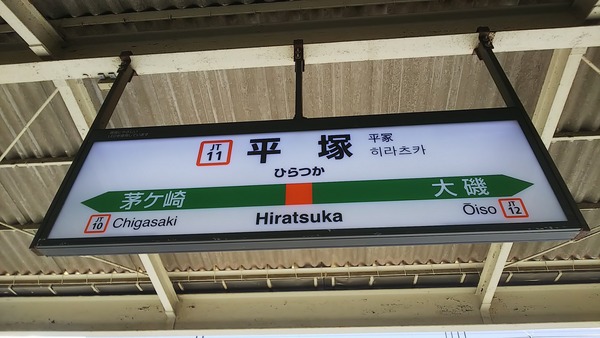 JT
11
平塚
平冢
히라츠카
ひらつか
茅ケ崎
大磯
JT
10
Chigasaki
Hiratsuka
Ōiso
JT
12